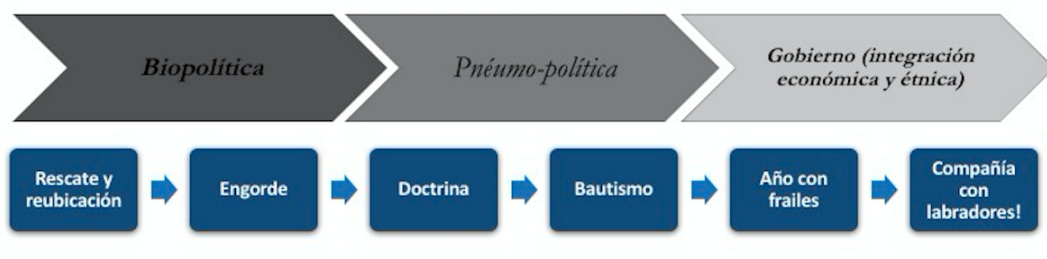 Biopolítica
Pnéumo-política
Gobierno (integración
económica y étnica)
Rescate y
reubicación
Engorde
Doctrina
Bautismo
Año con
frailes
Compañía
con
labradores!